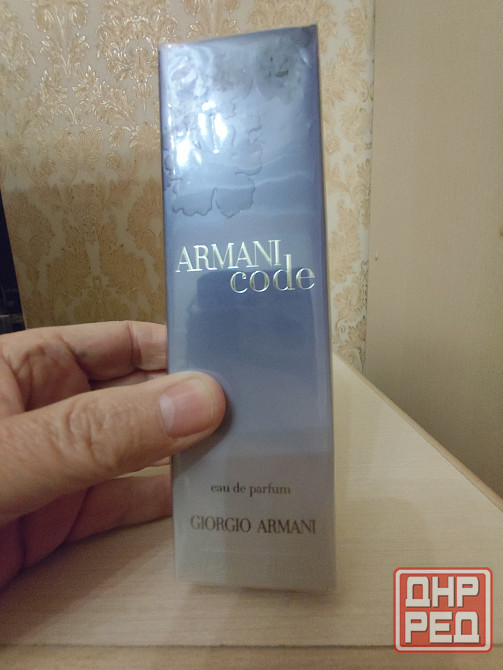 ARMANI
code
eau de parfum
GIORGIO ARMANI
ДНР
РЕД